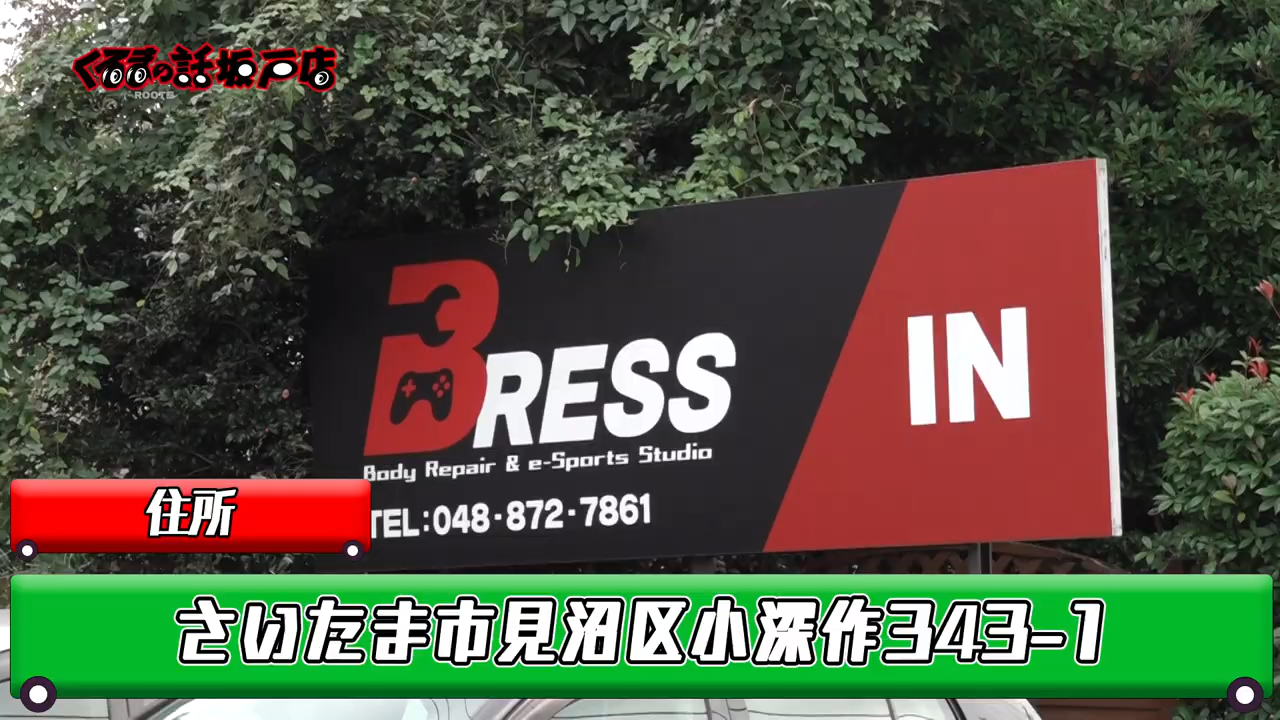 くるまの話坂戸店
ROOTS
BRESS
IN
Body Repair & e-Sports Studio
TEL:048-872-7861
住所
さいたま市見沼区小深作343-1